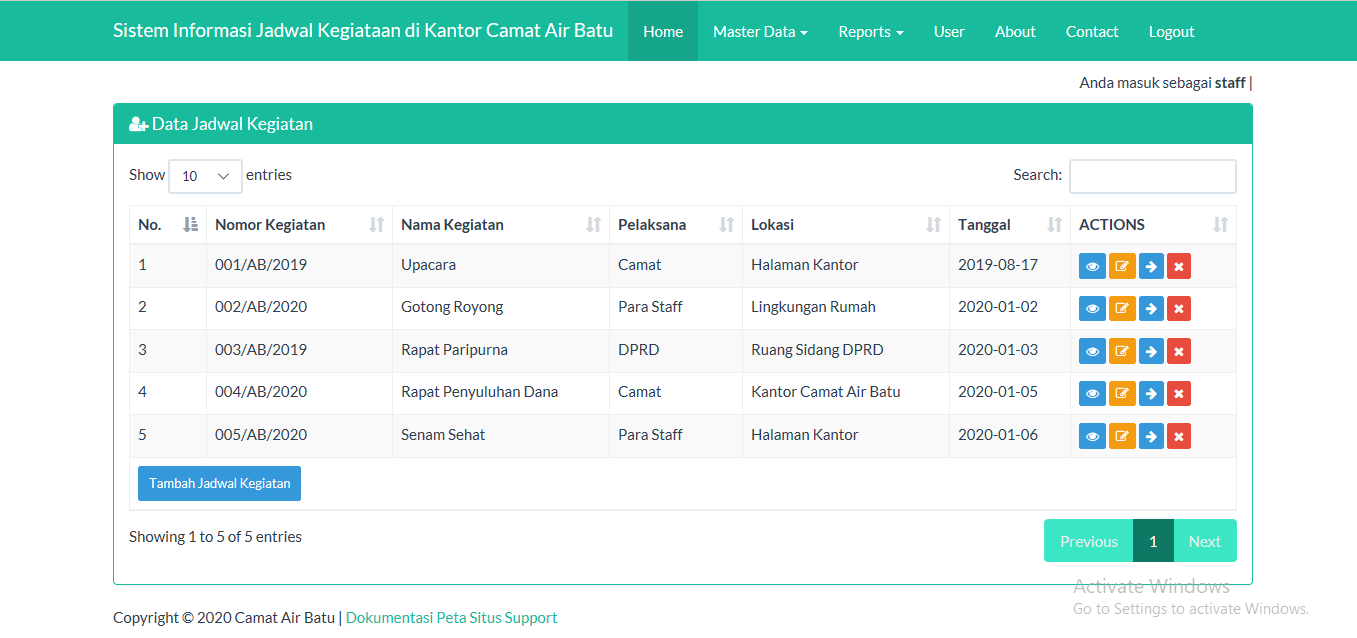 Sistem Informasi Jadwal Kegiataan di Kantor Camat Air Batu Home Master Data Reports User About Contact Logout
Anda masuk sebagai staff |
Data Jadwal Kegiatan
Show 10 entries Search:
No. Nomor Kegiatan Nama Kegiatan Pelaksana Lokasi Tanggal ACTIONS
1 001/AB/2019 Upacara Camat Halaman Kantor 2019-08-17
2 002/AB/2020 Gotong Royong Para Staff Lingkungan Rumah 2020-01-02
3 003/AB/2019 Rapat Paripurna DPRD Ruang Sidang DPRD 2020-01-03
4 004/AB/2020 Rapat Penyuluhan Dana Camat Kantor Camat Air Batu 2020-01-05
5 005/AB/2020 Senam Sehat Para Staff Halaman Kantor 2020-01-06
Tambah Jadwal Kegiatan
Showing 1 to 5 of 5 entries Previous 1 Next
Activate Windows
Go to Settings to activate Windows.
Copyright © 2020 Camat Air Batu | Dokumentasi Peta Situs Support